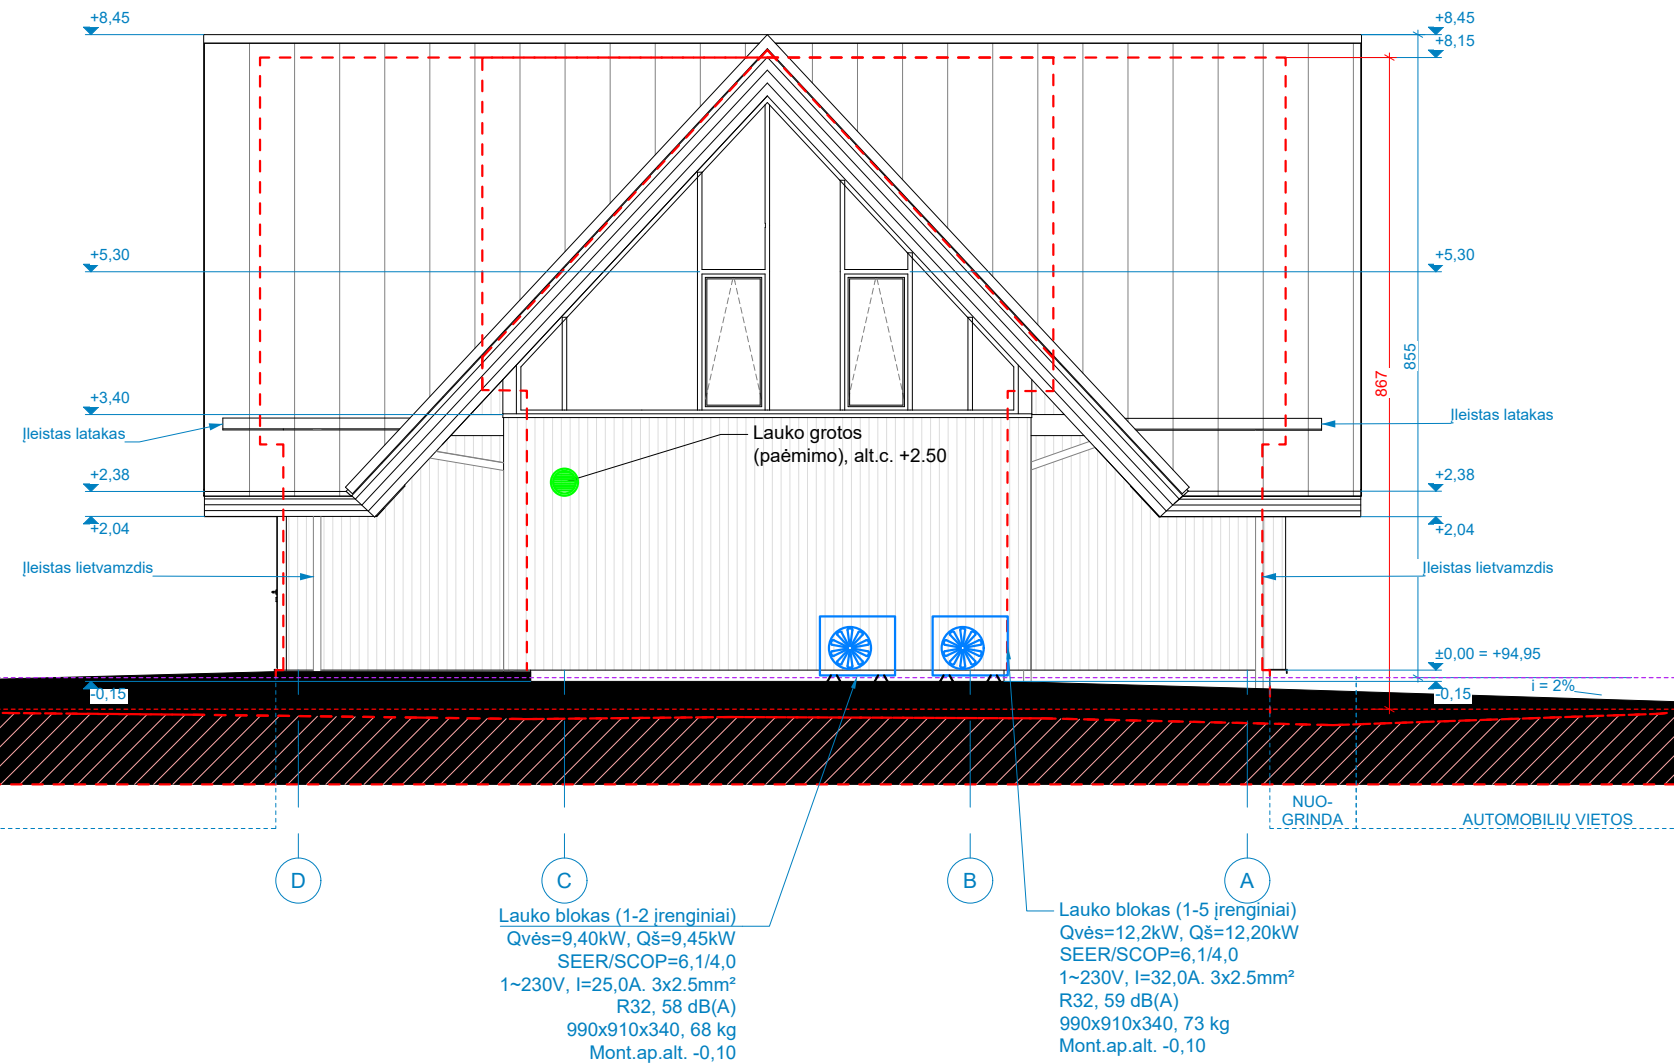 +8,45
+8,45
+8,15
+5,30
+5,30
855
867
+3,40
Įleistas latakas
Įleistas latakas
Lauko grotos
(paėmimo), alt.c. +2.50
+2,38
+2,38
+2,04
+2,04
Įleistas lietvamzdis
Įleistas lietvamzdis
±0,00 = +94,95
-0,15
-0,15
i = 2%
NUO-
GRINDA
AUTOMOBILIŲ VIETOS
D
C
B
A
Lauko blokas (1-2 įrenginiai)
Qvės=9,40kW, Qš=9,45kW
SEER/SCOP=6,1/4,0
1~230V, I=25,0A. 3x2.5mm²
R32, 58 dB(A)
990x910x340, 68 kg
Mont.ap.alt. -0,10
Lauko blokas (1-5 įrenginiai)
Qvės=12,2kW, Qš=12,20kW
SEER/SCOP=6,1/4,0
1~230V, I=32,0A. 3x2.5mm²
R32, 59 dB(A)
990x910x340, 73 kg
Mont.ap.alt. -0,10